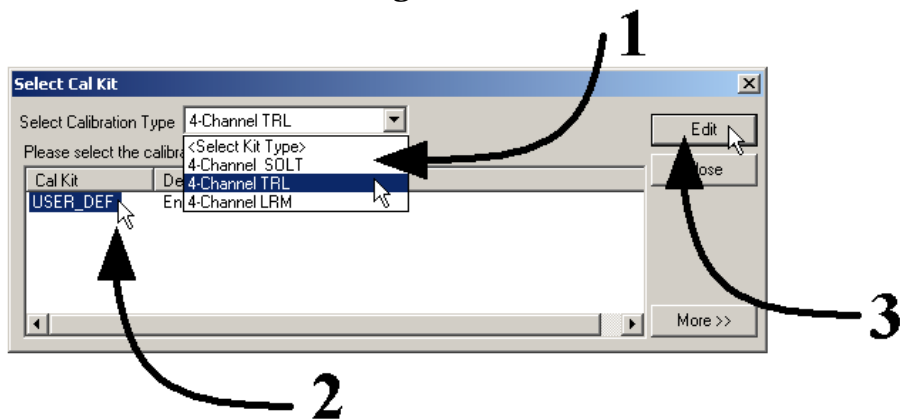 1
Select Cal Kit
Select Calibration Type 4-Channel TRL
Edit
<Select Kit Type>
Please select the
4-Channel SOLT
Cal Kit
4-Channel TRL
USER_DEF
4-Channel LRM
More >>
3
2